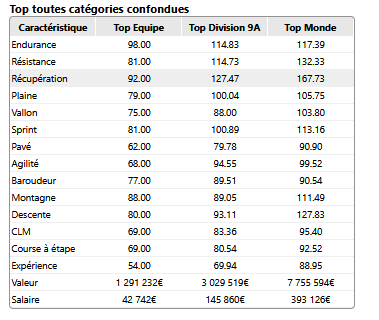 Top toutes catégories confondues
Caractéristique Top Equipe Top Division 9A Top Monde
Endurance 98.00 114.83 117.39
Résistance 81.00 114.73 132.33
Récupération 92.00 127.47 167.73
Plaine 79.00 100.04 105.75
Vallon 75.00 88.00 103.80
Sprint 81.00 100.89 113.16
Pavé 62.00 79.78 90.90
Agilité 68.00 94.55 99.52
Baroudeur 77.00 89.51 90.54
Montagne 88.00 89.05 111.49
Descente 80.00 93.11 127.83
CLM 69.00 83.36 95.40
Course à étape 69.00 80.54 92.52
Expérience 54.00 69.94 88.95
Valeur 1 291 232€ 3 029 519€ 7 755 594€
Salaire 42 742€ 145 860€ 393 126€